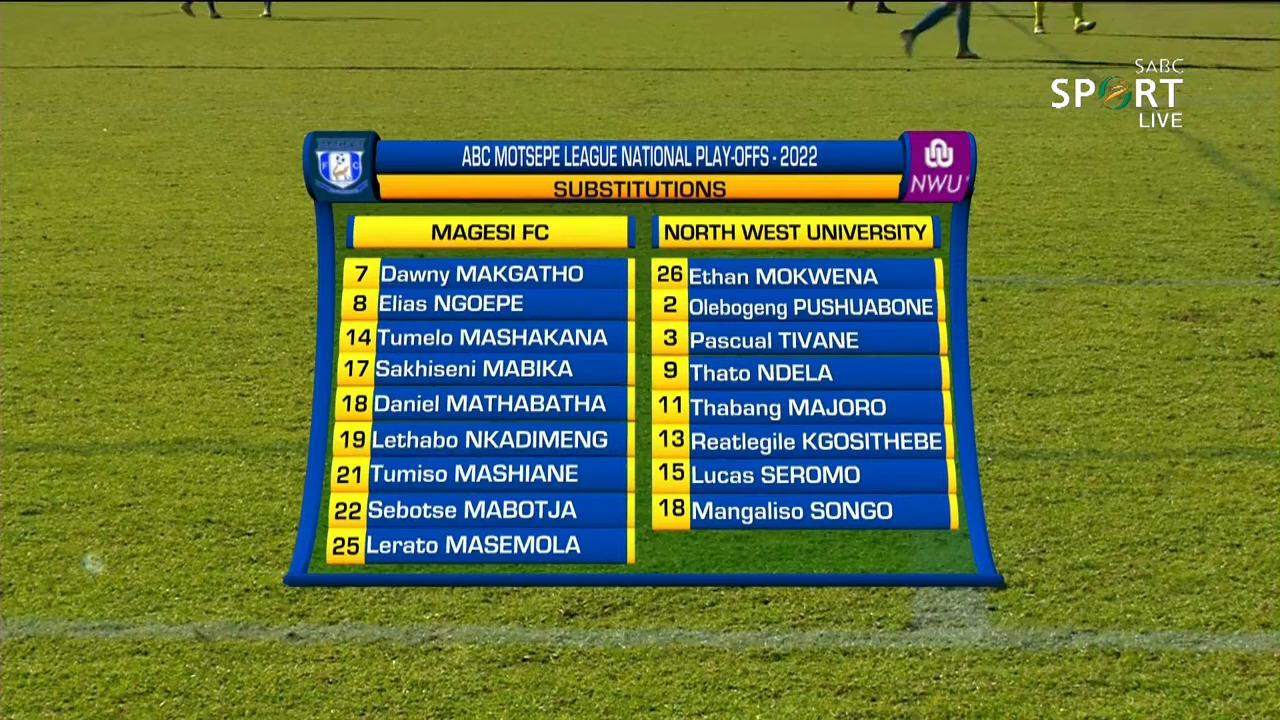 SABC
SPORT
LIVE
ABC MOTSEPE LEAGUE NATIONAL PLAY-OFFS - 2022
NWU
SUBSTITUTIONS
MAGESI FC
7 Dawny MAKGATHO
8 Elias NGOEPE
14 Tumelo MASHAKANA
17 Sakhiseni MABIKA
18 Daniel MATHABATHA
19 Lethabo NKADIMENG
21 Tumiso MASHIANE
22 Sebotse MABOTJA
25 Lerato MASEMOLA
NORTH WEST UNIVERSITY
26 Ethan MOKWENA
2 Olebogeng PUSHUABONE
3 Pascual TIVANE
9 Thato NDELA
11 Thabang MAJORO
13 Reatlegile KGOSITHEBE
15 Lucas SEROMO
18 Mangaliso SONGO